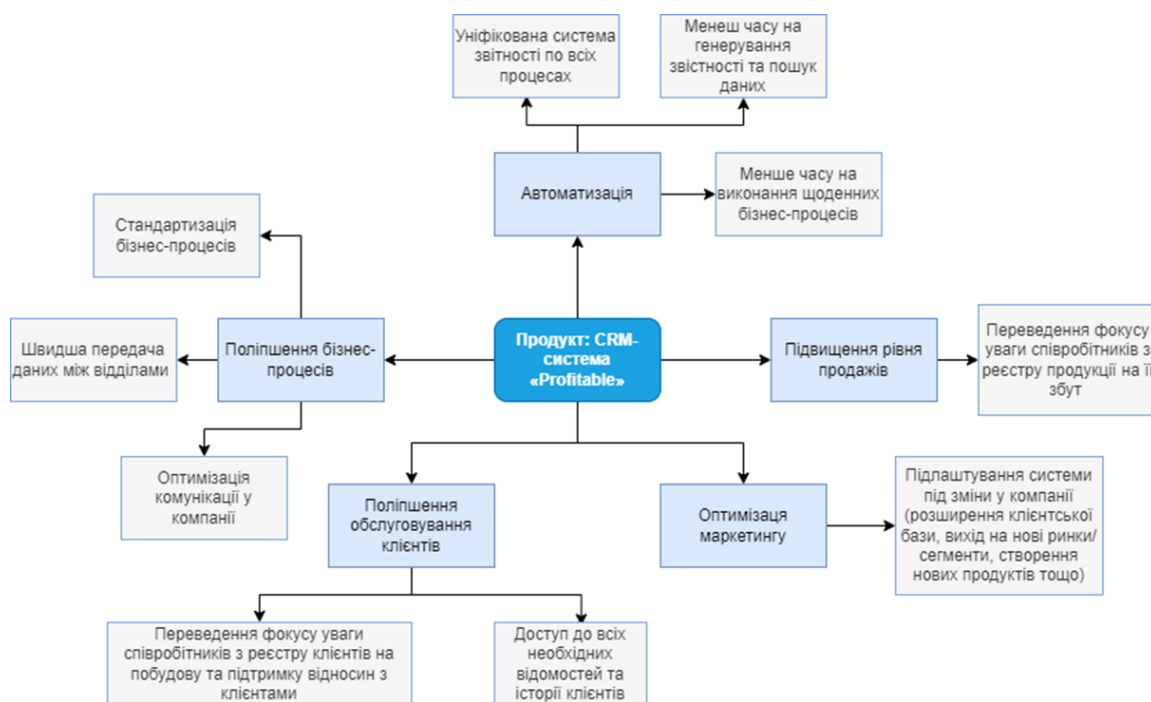 Уніфікована система
звітності по всіх
процесах
Менеш часу на
генерування
звістності та пошук
даних
Автоматизація
Менше часу на
виконання щоденних
бізнес-процесів
Стандартизація
бізнес-процесів
Швидша передача
даних між відділами
Поліпшення бізнес-
процесів
Продукт: CRM-
система
«Profitable»
Підвищення рівня
продажів
Переведення фокусу
уваги співробітників з
реєстру продукції на її
збут
Оптимізація
комунікації у
компанії
Поліпшення
обслуговування
клієнтів
Оптимізаця
маркетингу
Підлаштування системи
під зміни у компанії
(розширення клієнтської
бази, вихід на нові ринки/
сегменти, створення
нових продуктів тощо)
Переведення фокусу уваги
співробітників з реєстру клієнтів на
побудову та підтримку відносин з
клієнтами
Доступ до всіх
необхідних
відомостей та
історії клієнтів